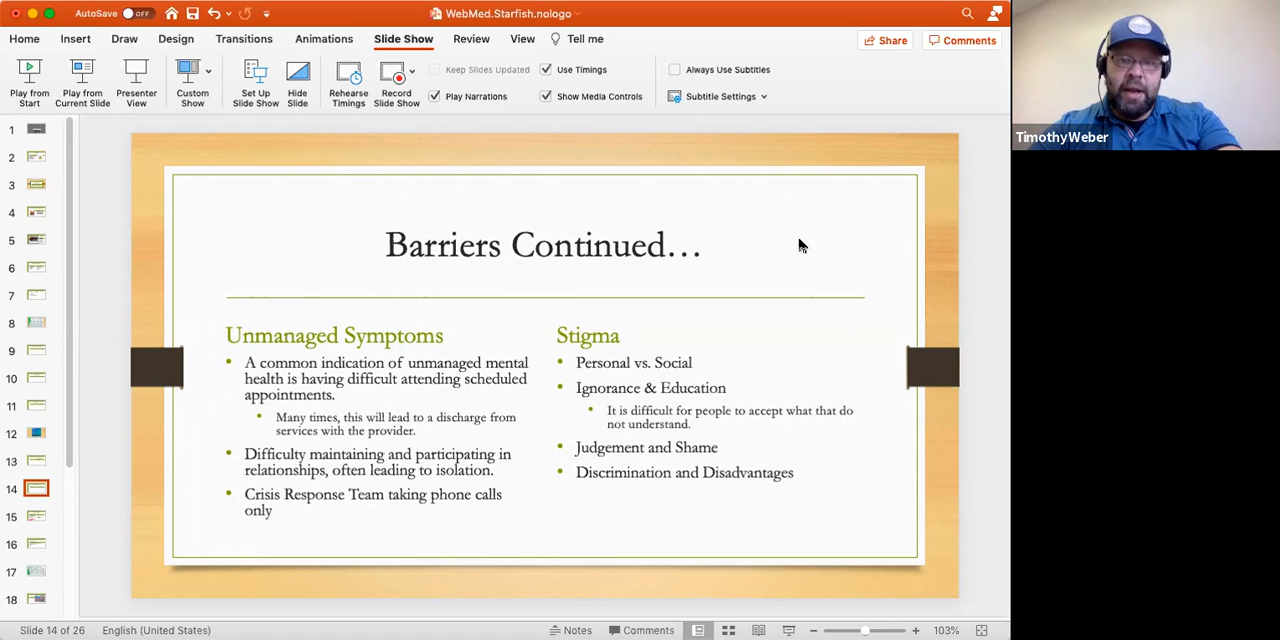 AutoSave OFF
WebMed.Starfish.nologo
Home Insert Draw Design Transitions Animations Slide Show Review View Tell me
Share Comments
Play from Start
Play from Current Slide
Presenter View
Custom Show
Set Up Slide Show
Hide Slide
Rehearse Timings
Record Slide Show
Keep Slides Updated
Play Narrations
Use Timings
Show Media Controls
Always Use Subtitles
Subtitle Settings
TimothyWeber
1
2
3
4
5
6
7
8
9
10
11
12
13
14
15
16
17
18
Barriers Continued…
Unmanaged Symptoms
• A common indication of unmanaged mental
health is having difficult attending scheduled
appointments.
• Many times, this will lead to a discharge from
services with the provider.
• Difficulty maintaining and participating in
relationships, often leading to isolation.
• Crisis Response Team taking phone calls
only
Stigma
• Personal vs. Social
• Ignorance & Education
• It is difficult for people to accept what that do
not understand.
• Judgement and Shame
• Discrimination and Disadvantages
Slide 14 of 26 English (United States) Notes Comments 103%